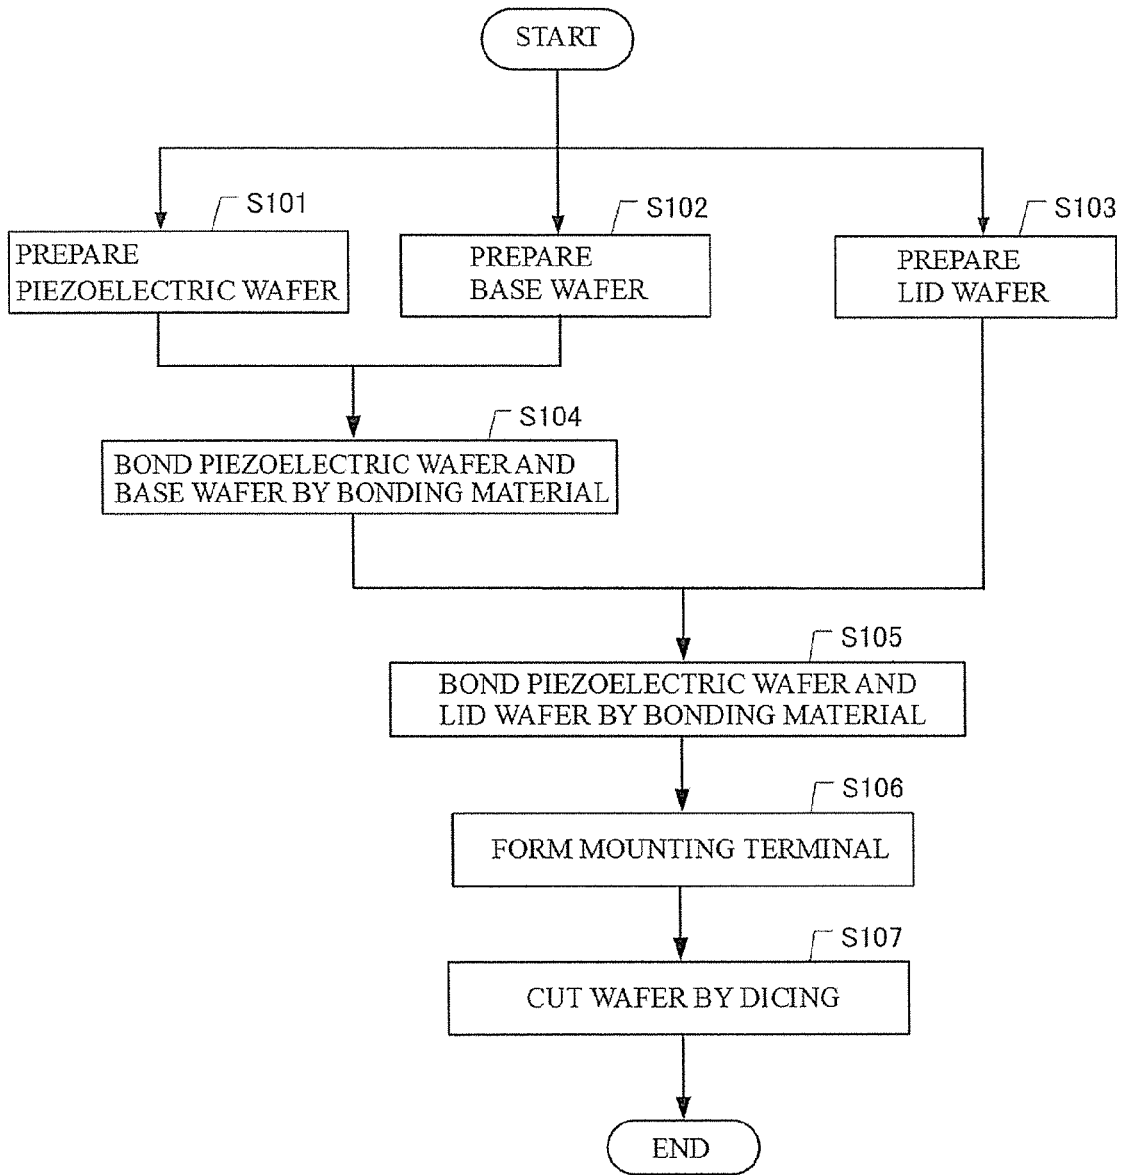 START
S101
PREPARE
PIEZOELECTRIC WAFER
S102
PREPARE
BASE WAFER
S103
PREPARE
LID WAFER
S104
BOND PIEZOELECTRIC WAFER AND
BASE WAFER BY BONDING MATERIAL
S105
BOND PIEZOELECTRIC WAFER AND
LID WAFER BY BONDING MATERIAL
S106
FORM MOUNTING TERMINAL
S107
CUT WAFER BY DICING
END